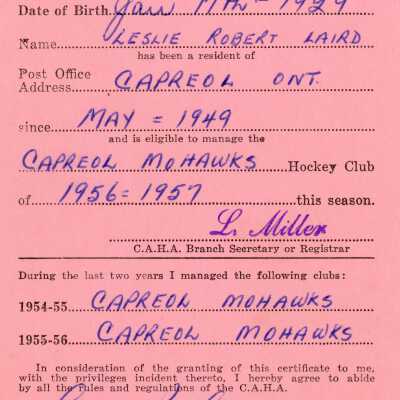 Date of Birth. Jan 17th - 1929
Name LESLIE ROBERT LAIRD
has been a resident of
Post Office
Address CAPREOL ONT.
since MAY = 1949
and is eligible to manage the
CAPREOL MOHAWKS Hockey Club
of 1956 = 1957 this season.
L. Miller
C.A.H.A. Branch Secretary or Registrar
During the last two years I managed the following clubs:
1954-55 CAPREOL MOHAWKS
1955-56 CAPREOL MOHAWKS
In consideration of the granting of this certificate to me,
with the privileges incident thereto, I hereby agree to abide
by all the rules and regulations of the C.A.H.A.